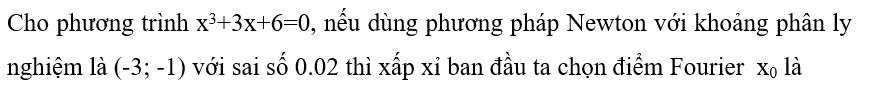 Cho phương trình x³+3x+6=0, nếu dùng phương pháp Newton với khoảng phân ly
nghiệm là (-3; -1) với sai số 0.02 thì xấp xỉ ban đầu ta chọn điểm Fourier x₀ là